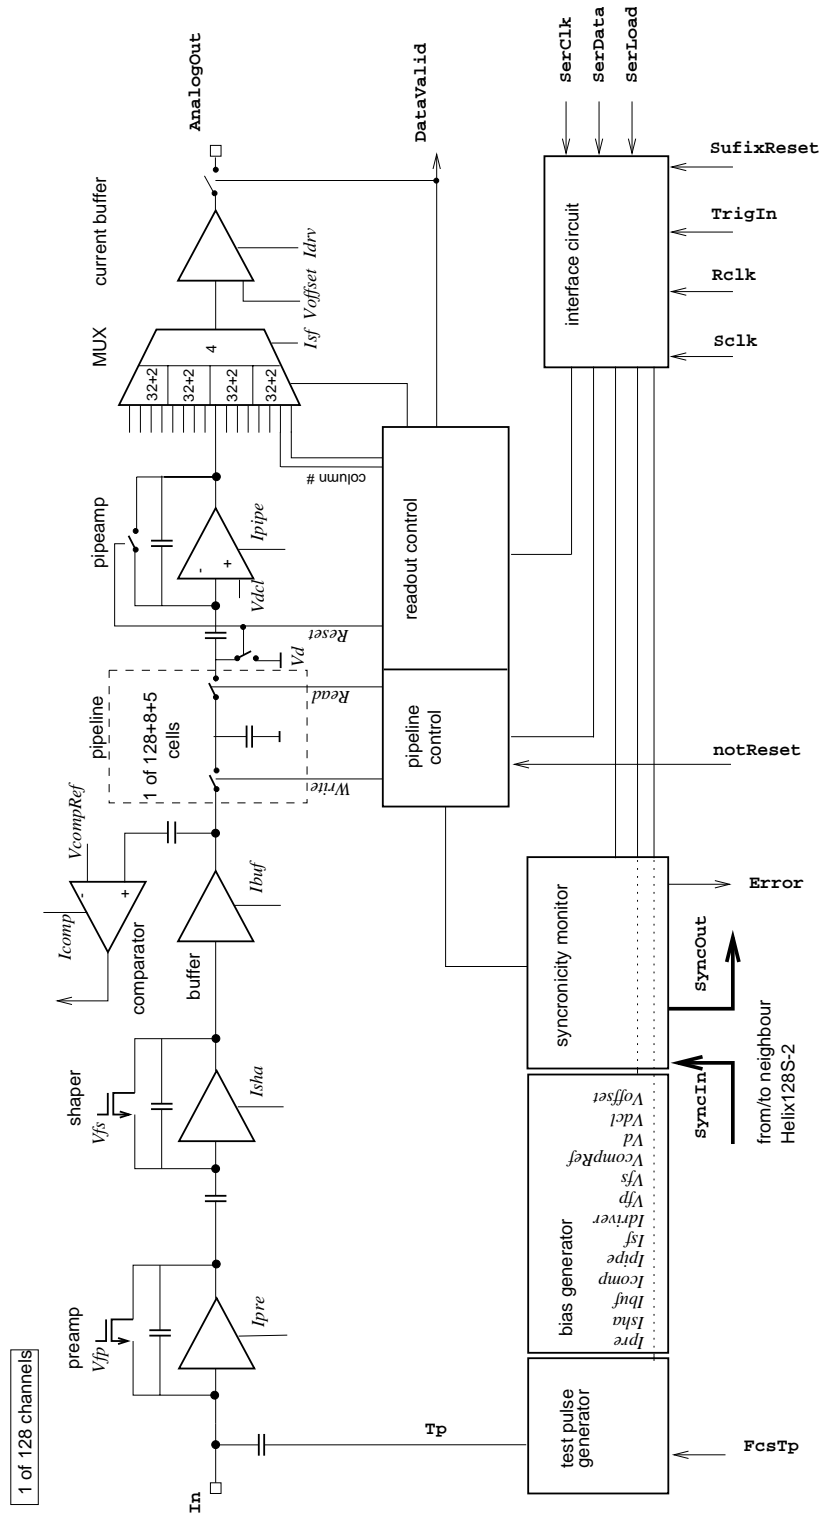 1 of 128 channels
In
preamp
Vfp
Ipre
shaper
Vfs
Isha
Icomp
VcompRef
-
+
comparator
buffer
Ibuf
pipeline
1 of 128+8+5
cells
Write
Read
Vd
Reset
pipeamp
-
+
Vdcl
Ipipe
MUX
32+2
32+2
32+2
32+2
4
Isf
column #
current buffer
Voffset
Idrv
AnalogOut
DataValid
pipeline
control
readout control
interface circuit
SerClk
SerData
SerLoad
SufixReset
TrigIn
Rclk
Sclk
notReset
Error
syncronicity monitor
SyncOut
SyncIn
from/to neighbour
Helix128S-2
bias generator
Ipre
Isha
Ibuf
Icomp
Ipipe
Isf
Idriver
Vfp
Vfs
VcompRef
Vd
Vdcl
Voffset
test pulse
generator
Tp
FcsTp